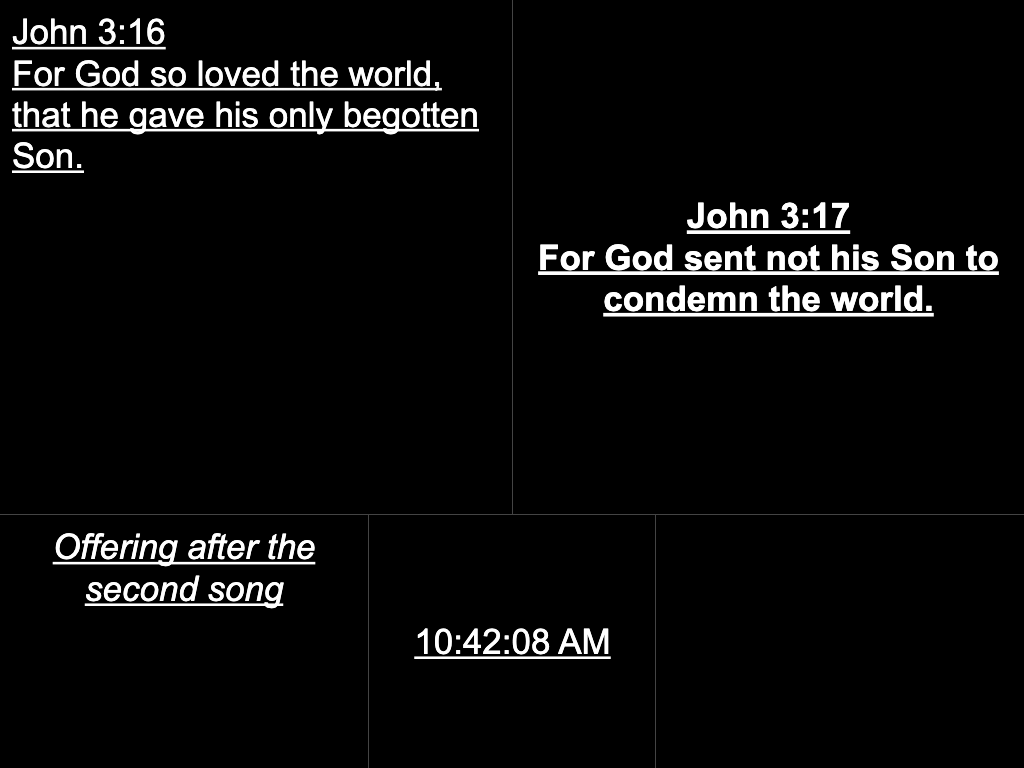 John 3:16
For God so loved the world,
that he gave his only begotten
Son.
John 3:17
For God sent not his Son to
condemn the world.
Offering after the
second song
10:42:08 AM